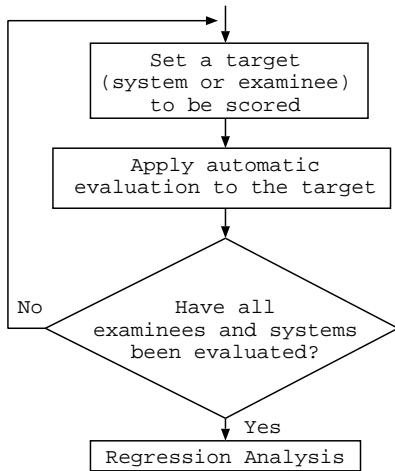 Set a target
(system or examinee)
to be scored
Apply automatic
evaluation to the target
No
Have all
examinees and systems
been evaluated?
Yes
Regression Analysis